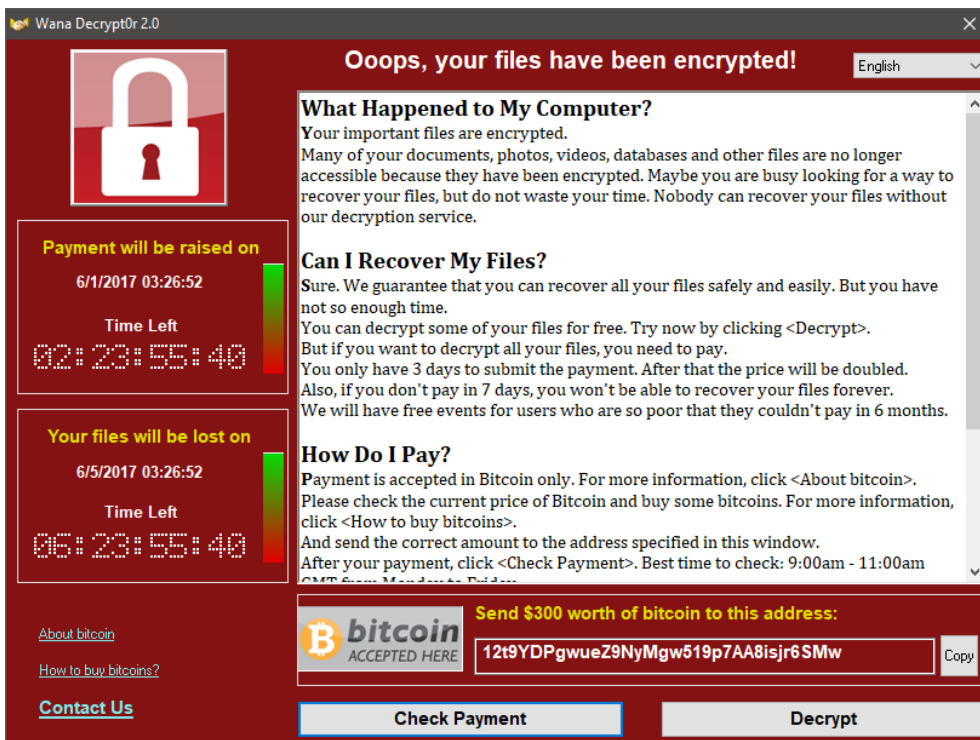 Wana Decrypt0r 2.0
Ooops, your files have been encrypted!
English
What Happened to My Computer?
Your important files are encrypted.
Many of your documents, photos, videos, databases and other files are no longer
accessible because they have been encrypted. Maybe you are busy looking for a way to
recover your files, but do not waste your time. Nobody can recover your files without
our decryption service.
Can I Recover My Files?
Sure. We guarantee that you can recover all your files safely and easily. But you have
not so enough time.
You can decrypt some of your files for free. Try now by clicking <Decrypt>.
But if you want to decrypt all your files, you need to pay.
You only have 3 days to submit the payment. After that the price will be doubled.
Also, if you don't pay in 7 days, you won't be able to recover your files forever.
We will have free events for users who are so poor that they couldn't pay in 6 months.
How Do I Pay?
Payment is accepted in Bitcoin only. For more information, click <About bitcoin>.
Please check the current price of Bitcoin and buy some bitcoins. For more information,
click <How to buy bitcoins>.
And send the correct amount to the address specified in this window.
After your payment, click <Check Payment>. Best time to check: 9:00am - 11:00am
GMT from Monday to Friday
Payment will be raised on
6/1/2017 03:26:52
Time Left
02:23:55:40
Your files will be lost on
6/5/2017 03:26:52
Time Left
06:23:55:40
About bitcoin
How to buy bitcoins?
Contact Us
bitcoin
ACCEPTED HERE
Send $300 worth of bitcoin to this address:
12t9YDPgwueZ9NyMgw519p7AA8isjr6SMw
Copy
Check Payment
Decrypt